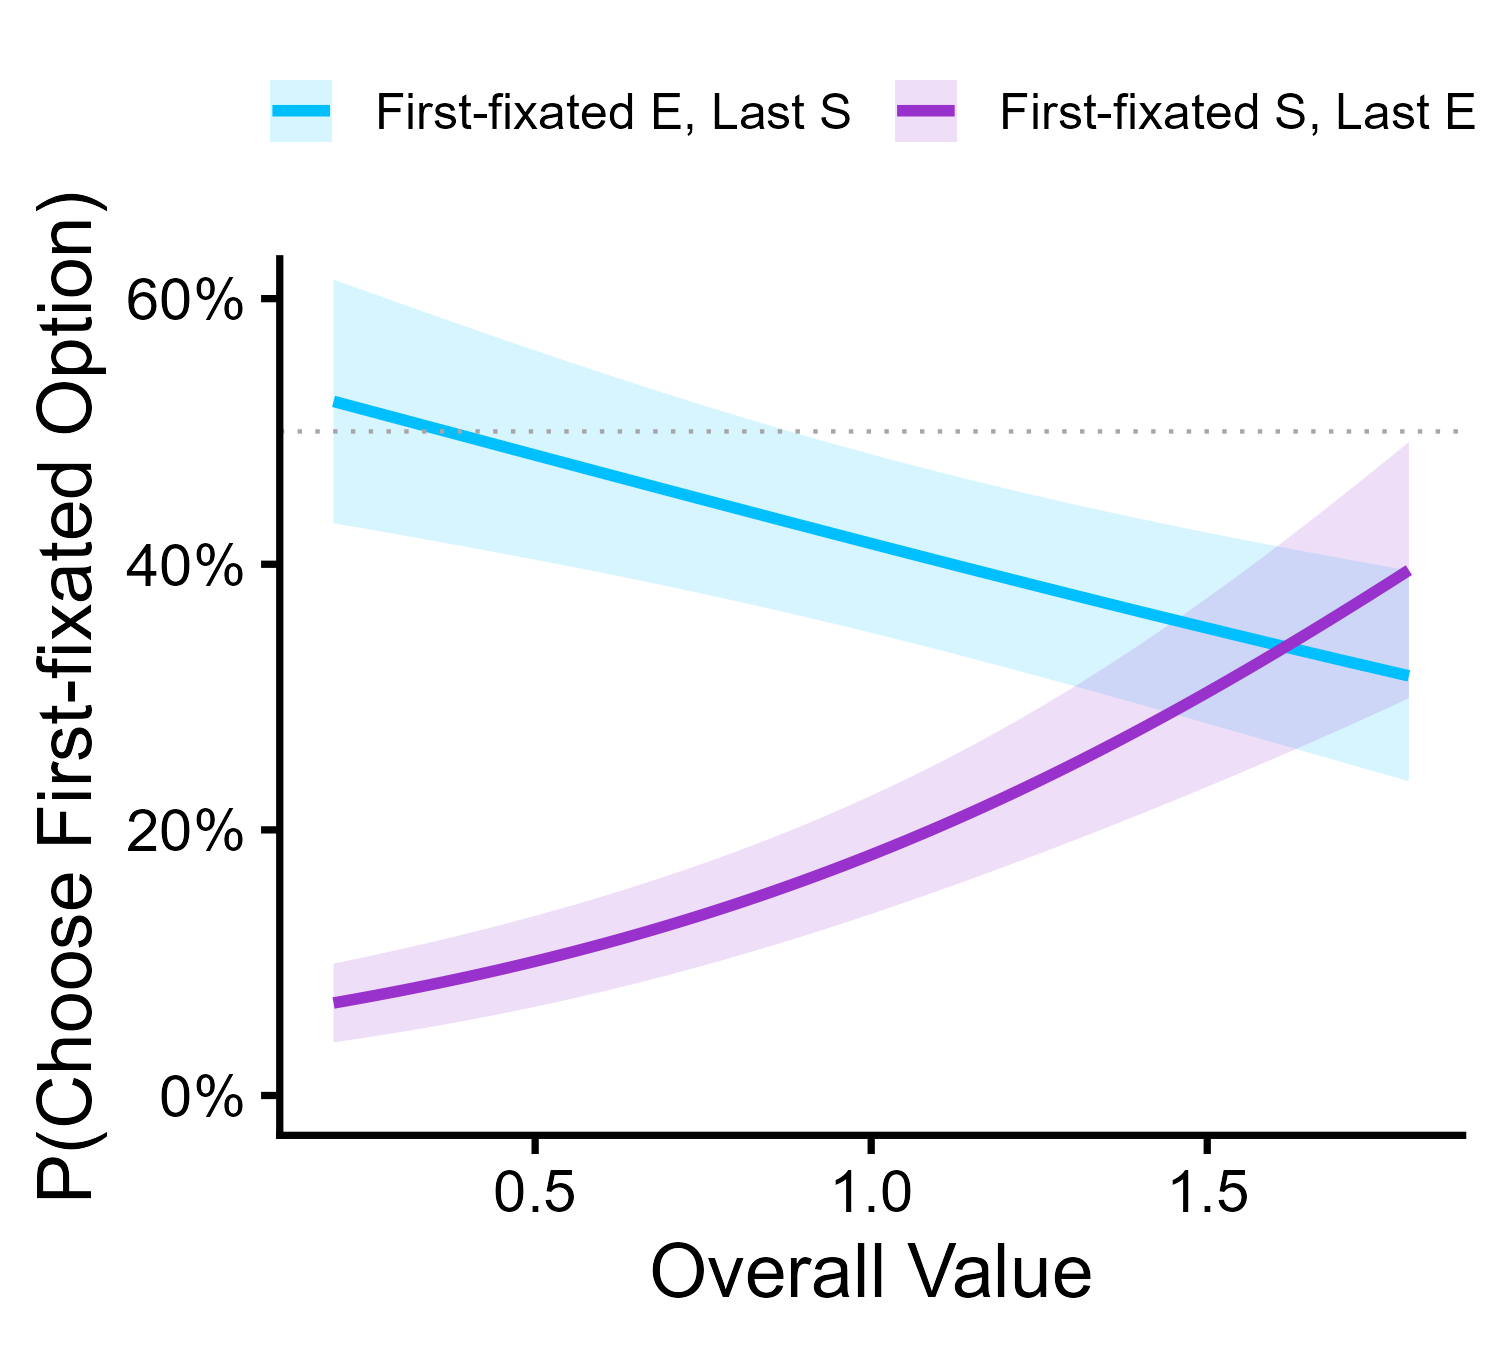 First-fixated E, Last S
First-fixated S, Last E
P(Choose First-fixated Option)
60%
40%
20%
0%
0.5
1.0
1.5
Overall Value